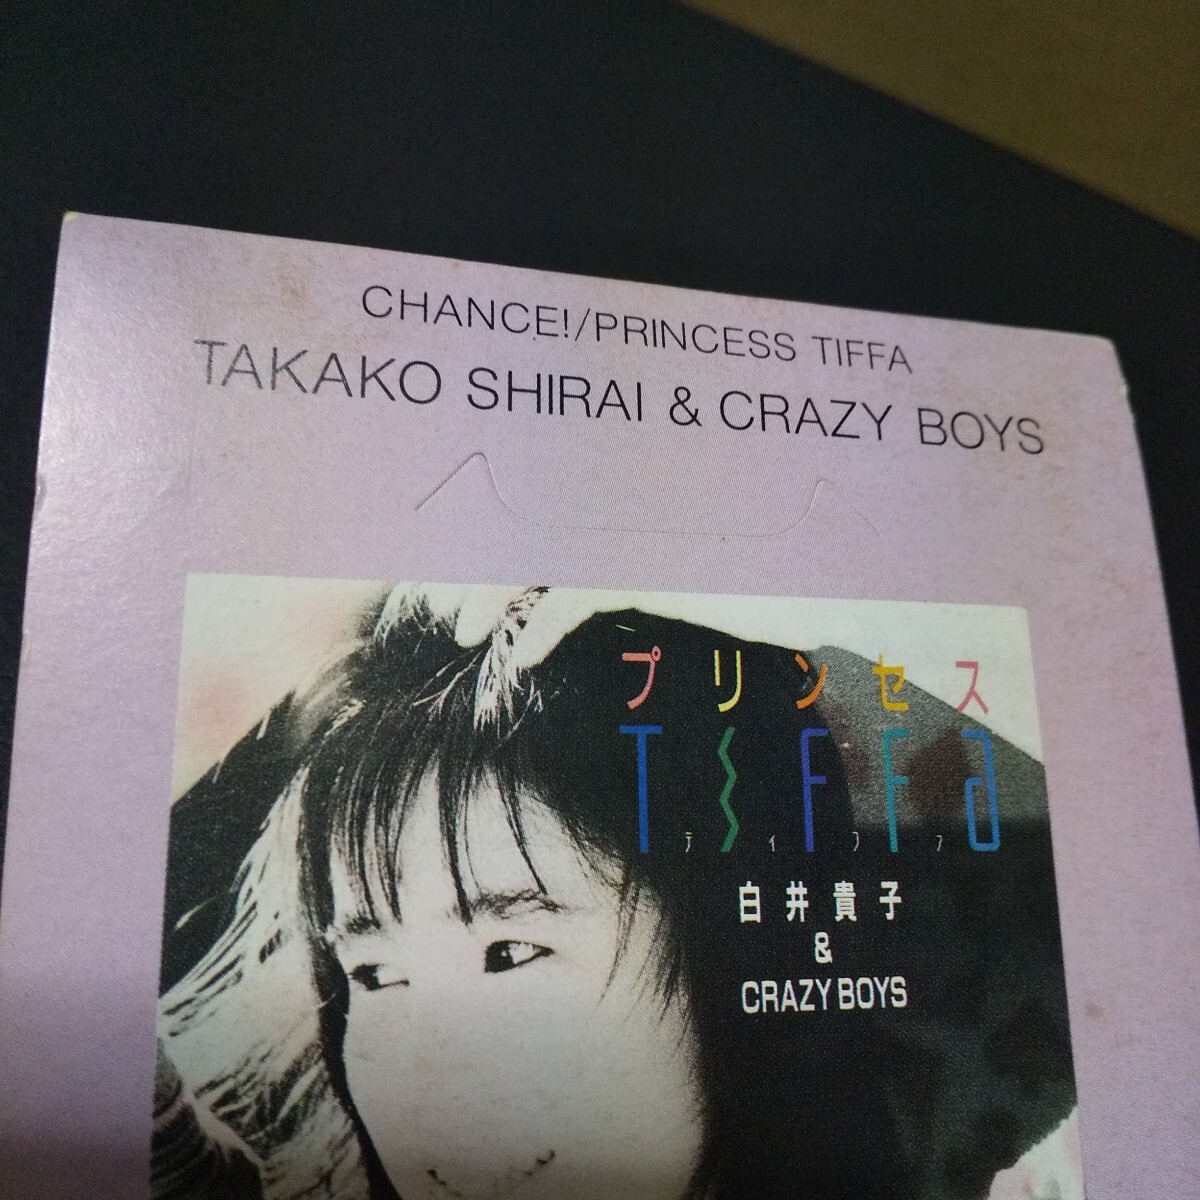 CHANCE!/PRINCESS TIFFA
TAKAKO SHIRAI & CRAZY BOYS
プリンセス
TIFFa
ティファ
白井貴子
&
CRAZY BOYS